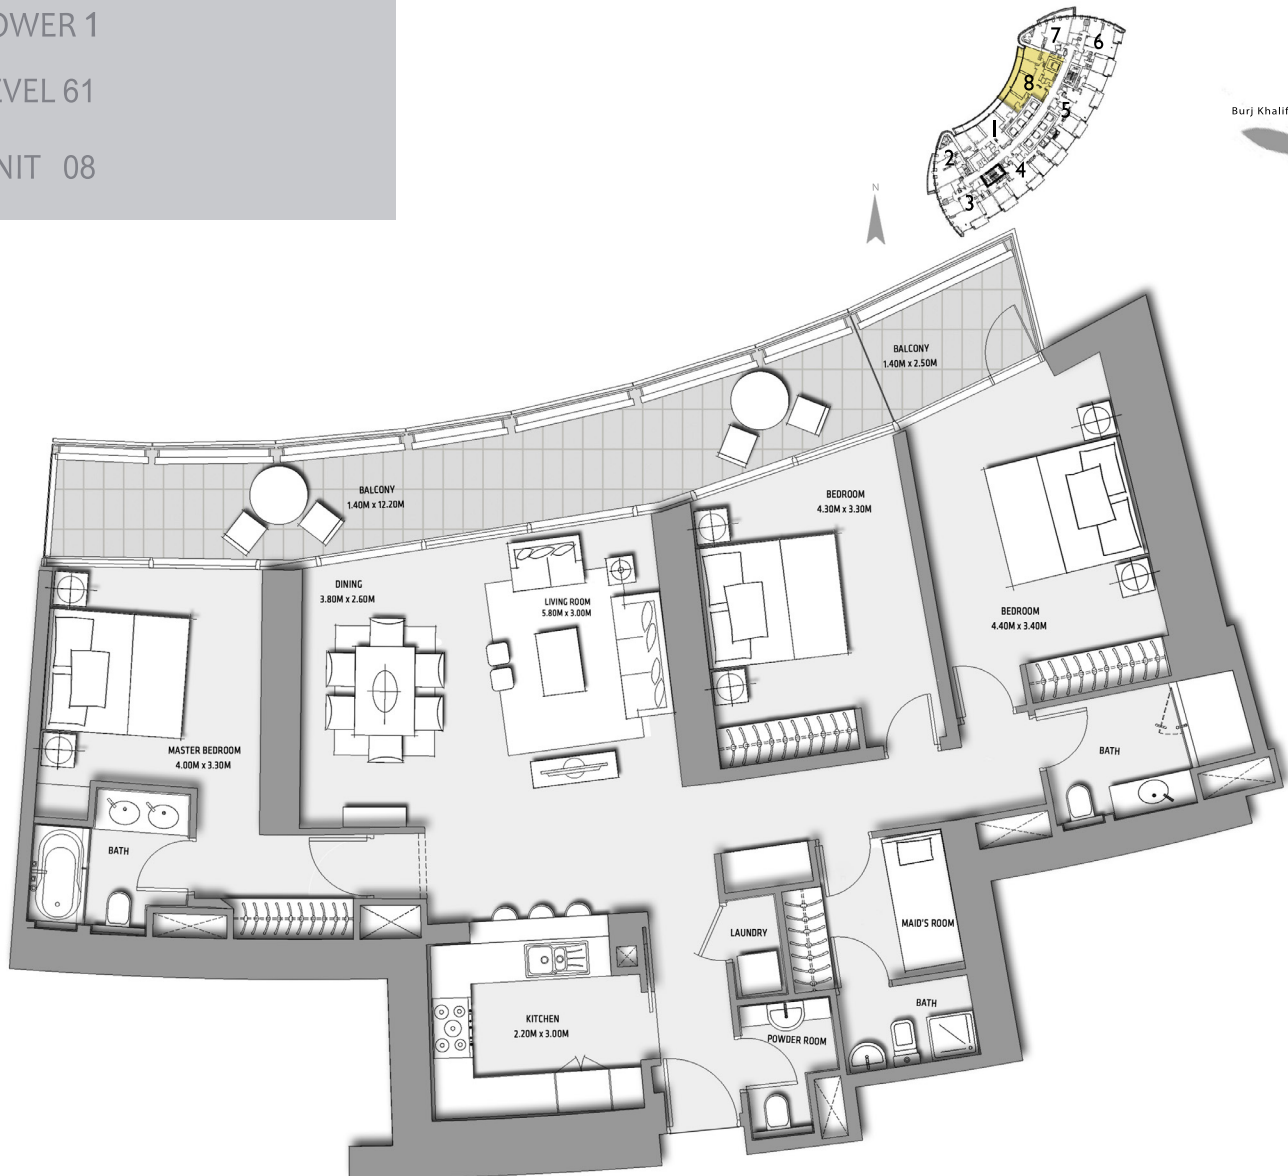 OWER 1
EVEL 61
NIT 08
7
6
8
5
1
2
4
3
Burj Khalif
N
BALCONY
1.40M x 2.50M
BALCONY
1.40M x 12.20M
BEDROOM
4.30M x 3.30M
DINING
3.80M x 2.60M
LIVING ROOM
5.80M x 3.00M
BEDROOM
4.40M x 3.40M
MASTER BEDROOM
4.00M x 3.30M
BATH
BATH
LAUNDRY
MAID'S ROOM
KITCHEN
2.20M x 3.00M
BATH
POWDER ROOM